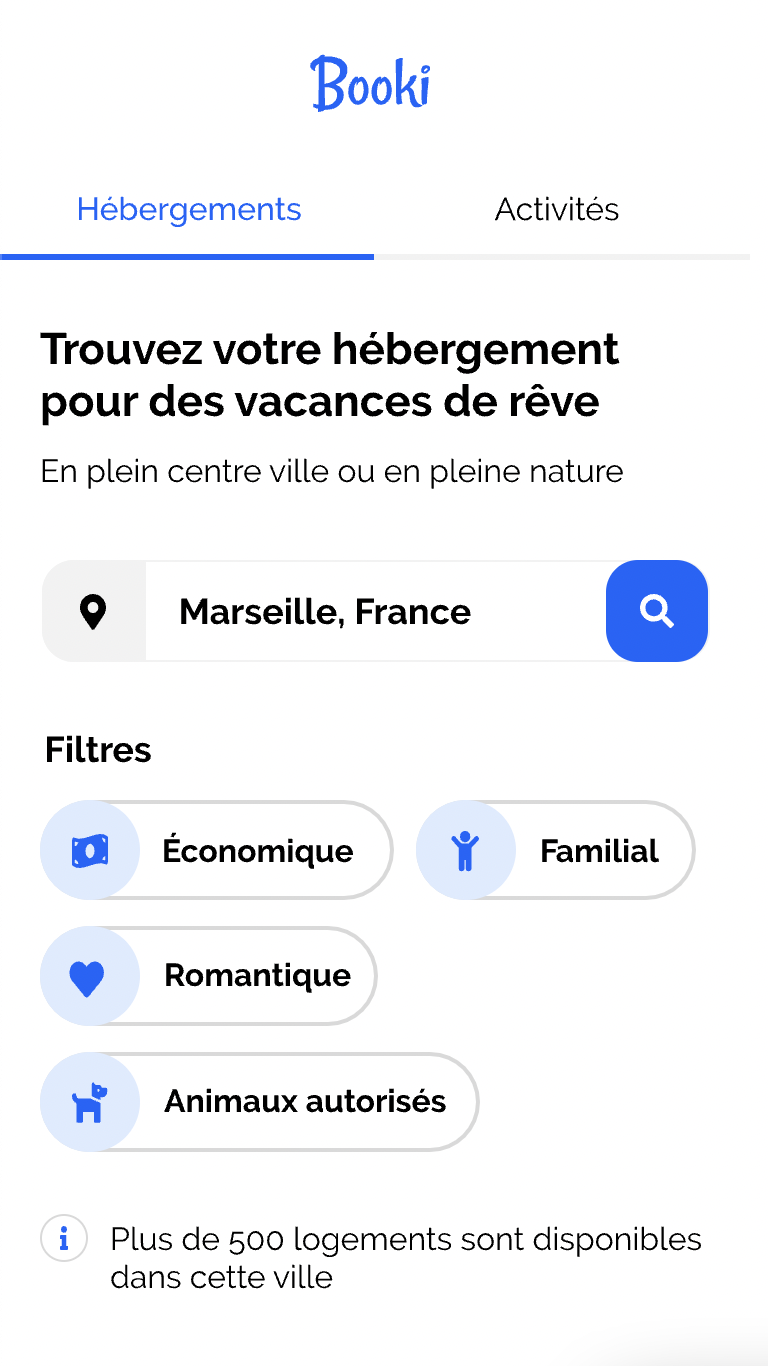 Booki
Hébergements
Activités
Trouvez votre hébergement
pour des vacances de rêve
En plein centre ville ou en pleine nature
Marseille, France
Filtres
Économique
Familial
Romantique
Animaux autorisés
Plus de 500 logements sont disponibles
dans cette ville